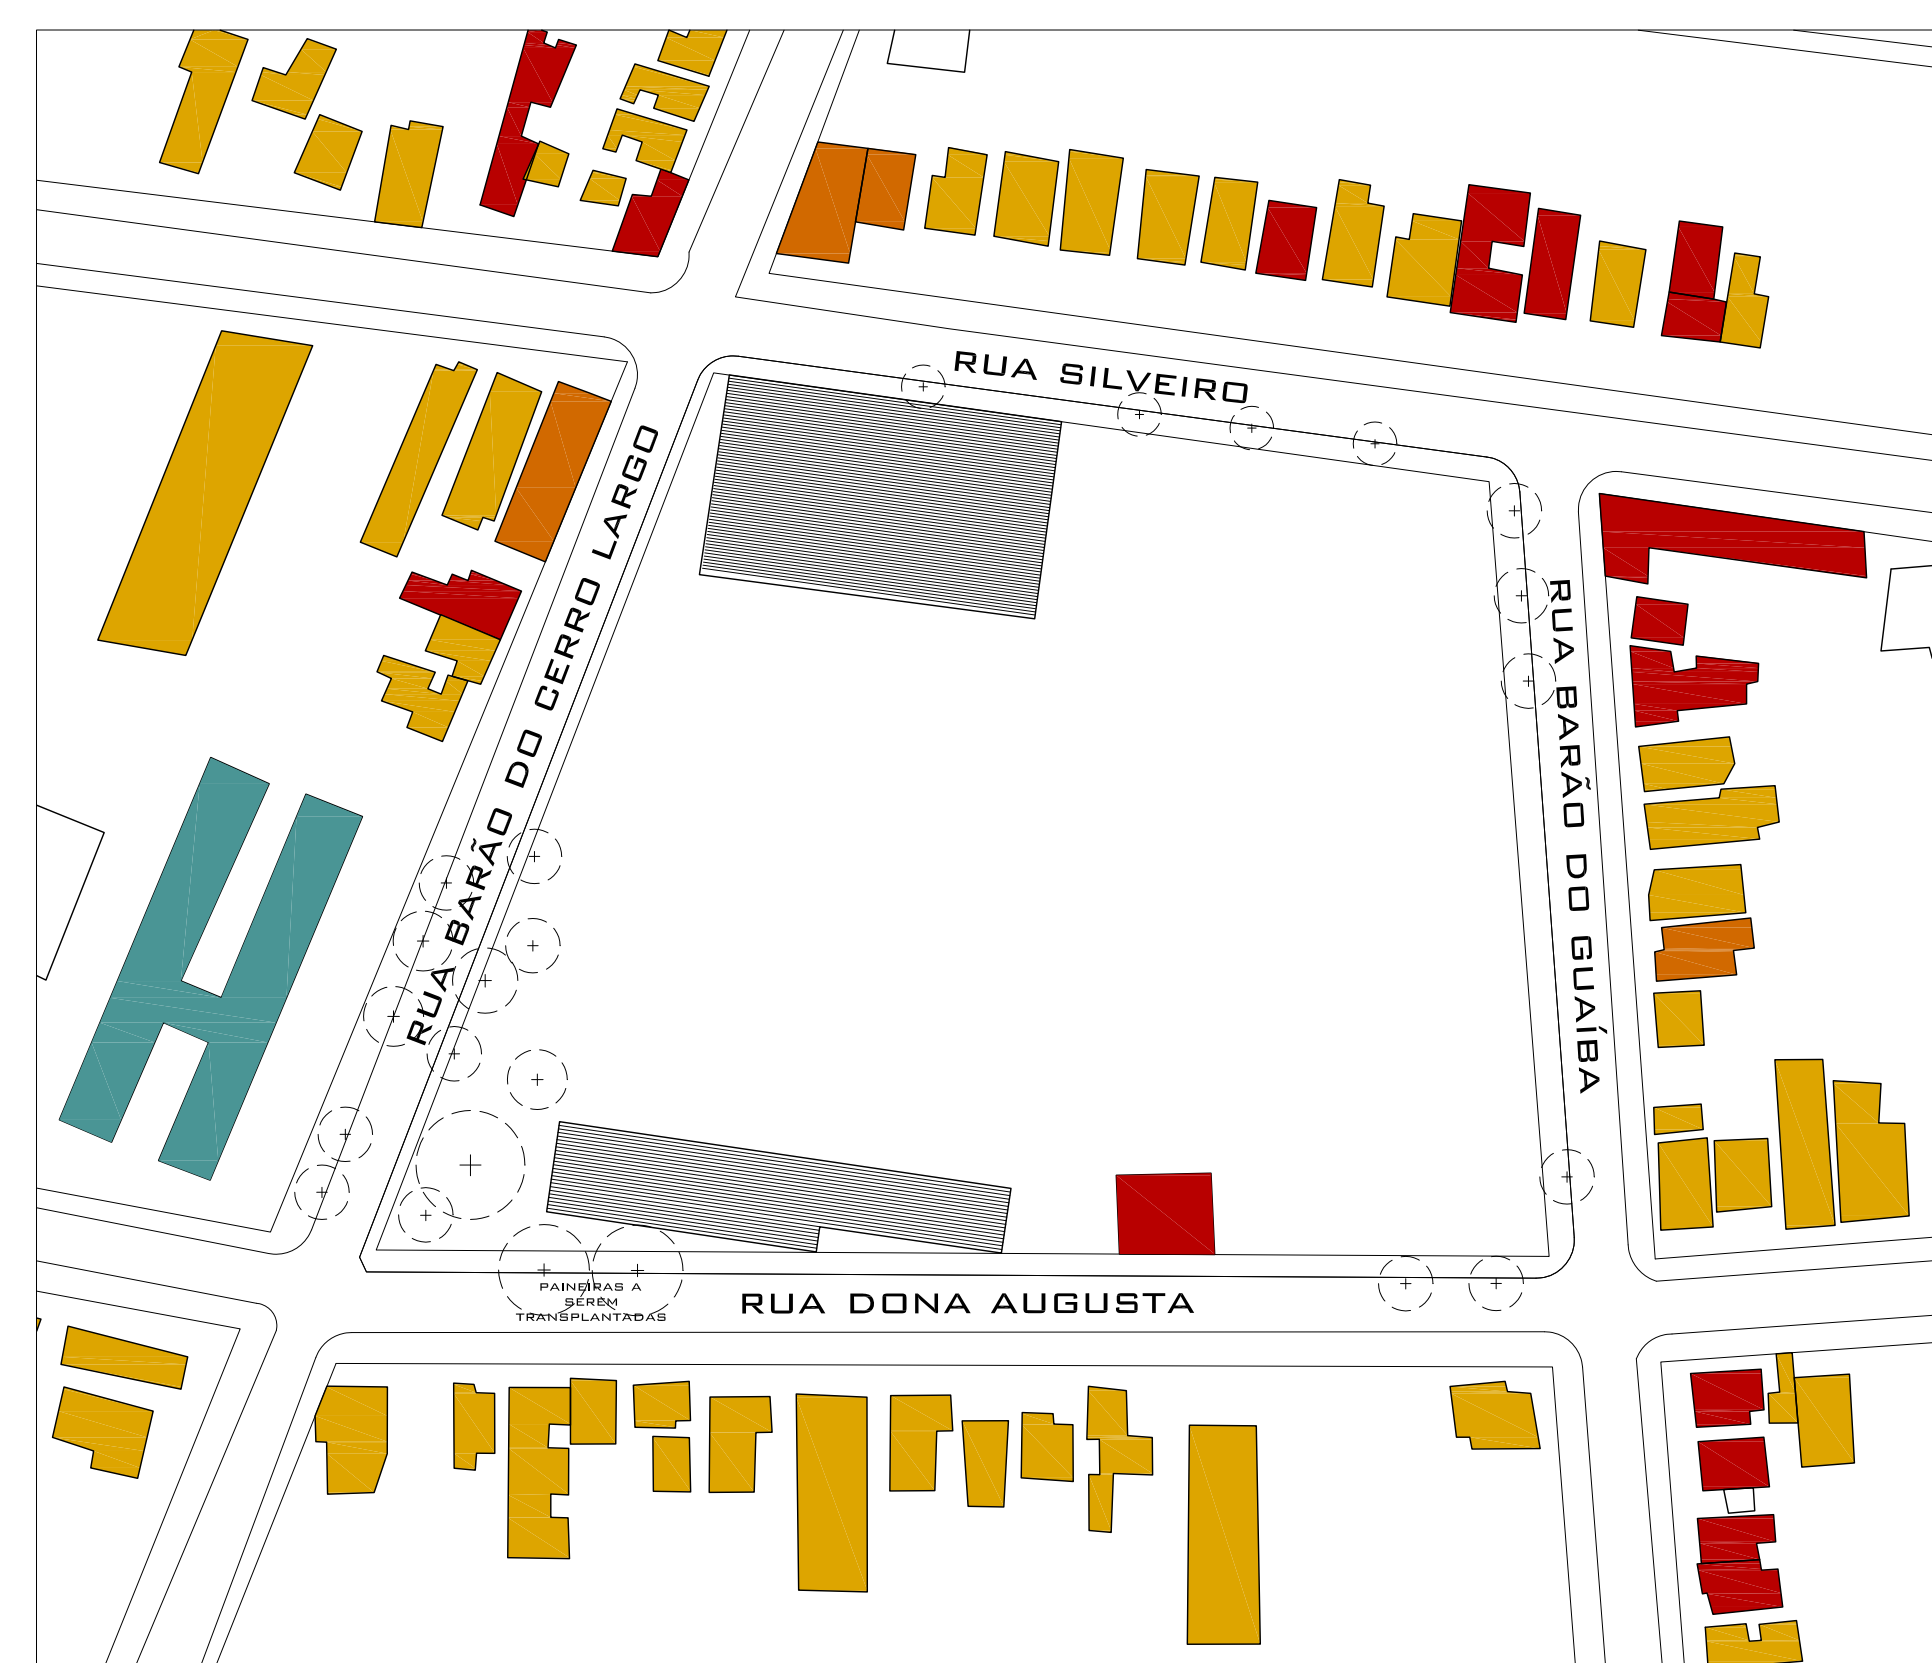 RUA SILVEIRO
RUA BARÃO DO CERRO LARGO
RUA BARÃO DO GUAÍBA
PAINEIRAS A
SEREM
TRANSPLANTADAS
RUA DONA AUGUSTA